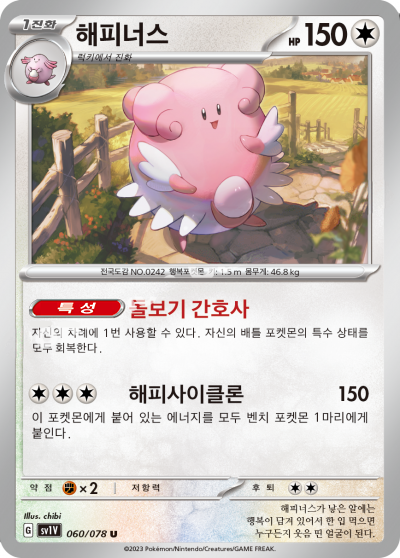 1진화
해피너스
HP 150
럭키에서 진화
전국도감 NO.0242 행복포켓몬 키: 1.5 m 몸무게: 46.8 kg
특성 돌보기 간호사
자신의 차례에 1번 사용할 수 있다. 자신의 배틀 포켓몬의 특수 상태를
모두 회복한다.
해피사이클론 150
이 포켓몬에게 붙어 있는 에너지를 모두 벤치 포켓몬 1마리에게
붙인다.
약점 ×2 저항력 후퇴
Illus. chibi
G sv1V 060/078 U
해피너스가 낳은 알에는
행복이 담겨 있어서 한 입 먹으면
누구든지 웃음 띤 얼굴이 된다.
©2023 Pokémon/Nintendo/Creatures/GAME FREAK.